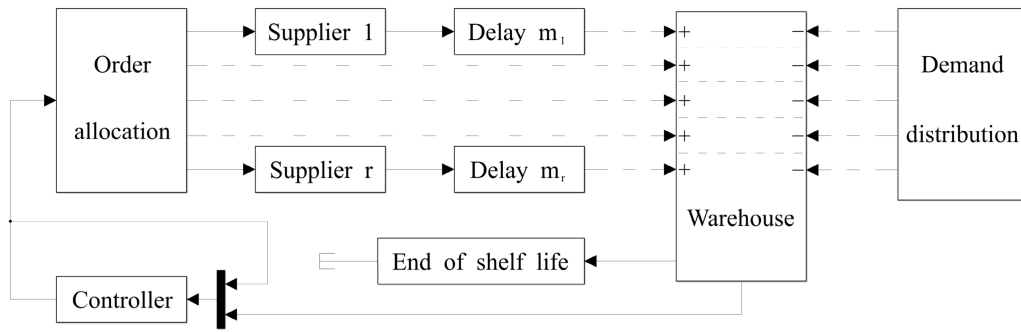 Order
allocation
Supplier 1
Delay m₁
+
+
+
+
+
−
−
−
−
−
Demand
distribution
Supplier r
Delay mᵣ
Warehouse
End of shelf life
Controller